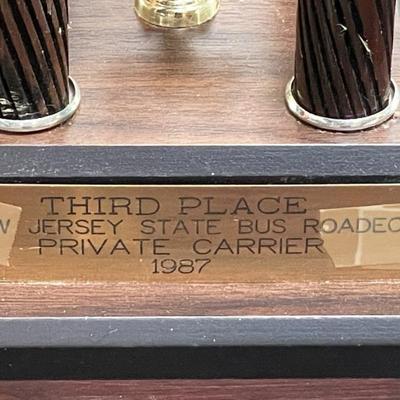 THIRD PLACE
W JERSEY STATE BUS ROADEO
PRIVATE CARRIER
1987